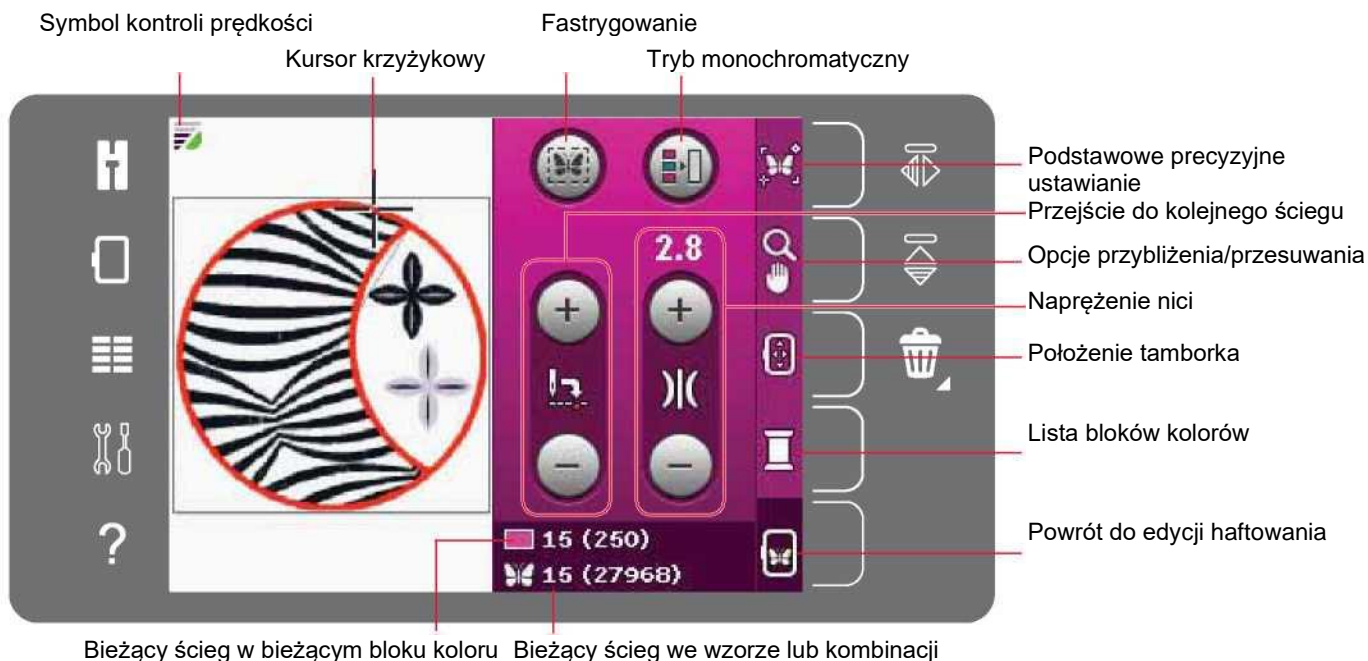 Symbol kontroli prędkości
Fastrygowanie
Kursor krzyżykowy
Tryb monochromatyczny
Podstawowe precyzyjne
ustawianie
Przejście do kolejnego ściegu
2.8
Opcje przybliżenia/przesuwania
Naprężenie nici
Położenie tamborka
Lista bloków kolorów
Powrót do edycji haftowania
?
15 (250)
15 (27968)
Bieżący ścieg w bieżącym bloku koloru
Bieżący ścieg we wzorze lub kombinacji